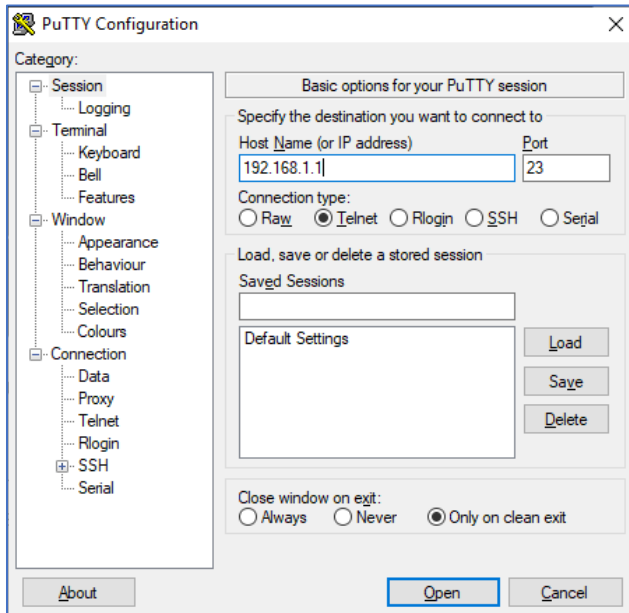 PuTTY Configuration
Category:
Session
Logging
Terminal
Keyboard
Bell
Features
Window
Appearance
Behaviour
Translation
Selection
Colours
Connection
Data
Proxy
Telnet
Rlogin
SSH
Serial
Basic options for your PuTTY session
Specify the destination you want to connect to
Host Name (or IP address) Port
192.168.1.1 23
Connection type:
Raw Telnet Rlogin SSH Serial
Load, save or delete a stored session
Saved Sessions
Default Settings
Load
Save
Delete
Close window on exit:
Always Never Only on clean exit
About Open Cancel